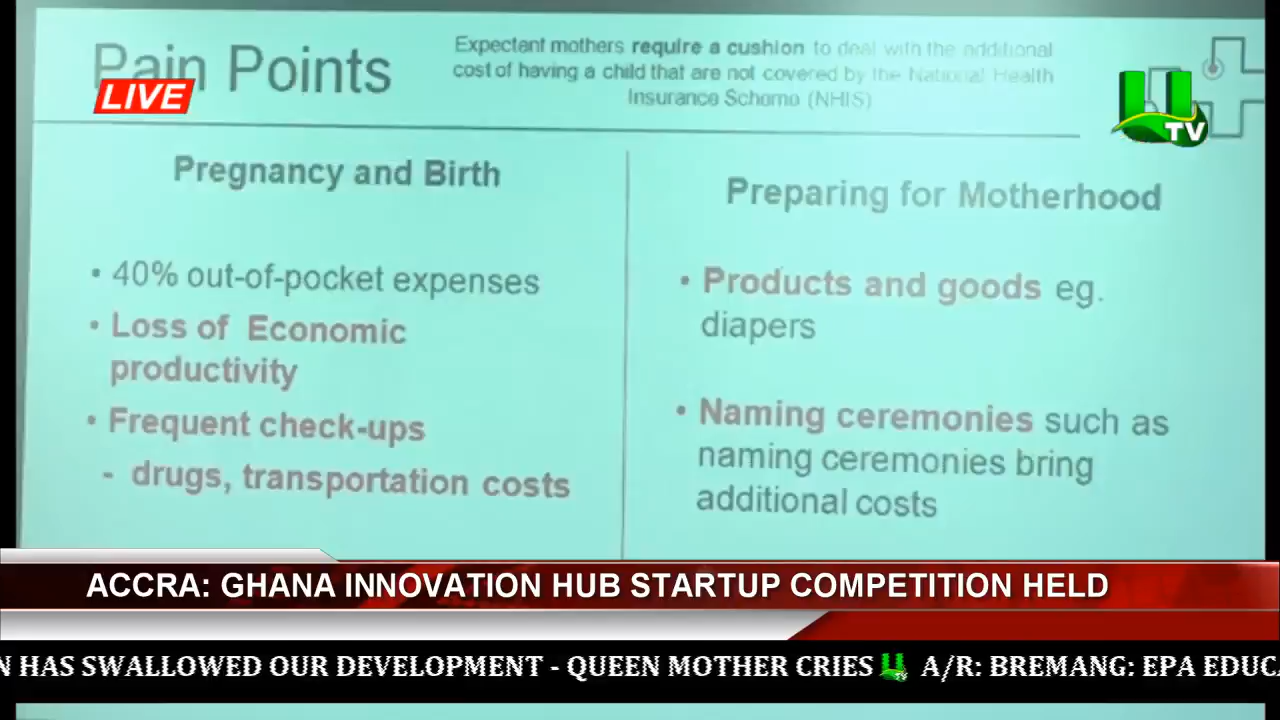 Pain Points
Expectant mothers require a cushion to deal with the additional
cost of having a child that are not covered by the National Health
Insurance Schome (NHIS)
LIVE
U
TV
Pregnancy and Birth
• 40% out-of-pocket expenses
• Loss of Economic
productivity
• Frequent check-ups
- drugs, transportation costs
Preparing for Motherhood
• Products and goods eg.
diapers
• Naming ceremonies such as
naming ceremonies bring
additional costs
ACCRA: GHANA INNOVATION HUB STARTUP COMPETITION HELD
N HAS SWALLOWED OUR DEVELOPMENT - QUEEN MOTHER CRIES U TV A/R: BREMANG: EPA EDUCA